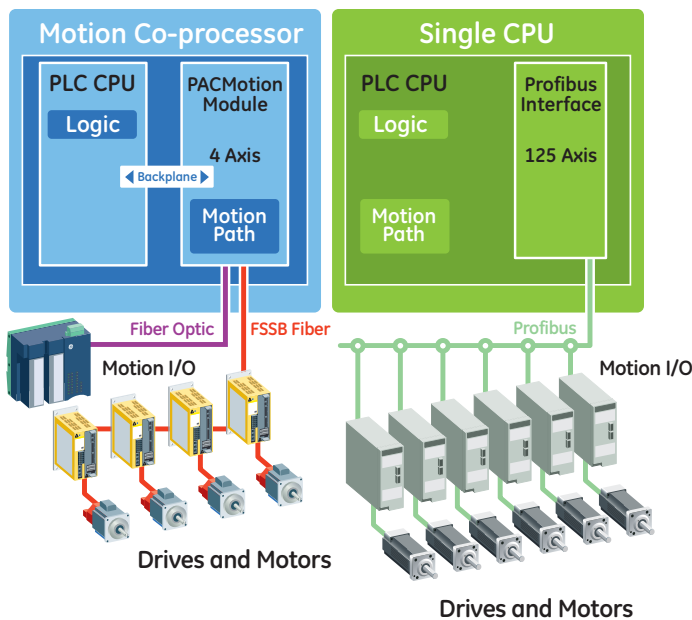 Motion Co-processor
PLC CPU
Logic
PACMotion
Module
4 Axis
Backplane
Motion
Path
Single CPU
PLC CPU
Logic
Motion
Path
Profibus
Interface
125 Axis
Fiber Optic
FSSB Fiber
Motion I/O
Drives and Motors
Profibus
Motion I/O
Drives and Motors